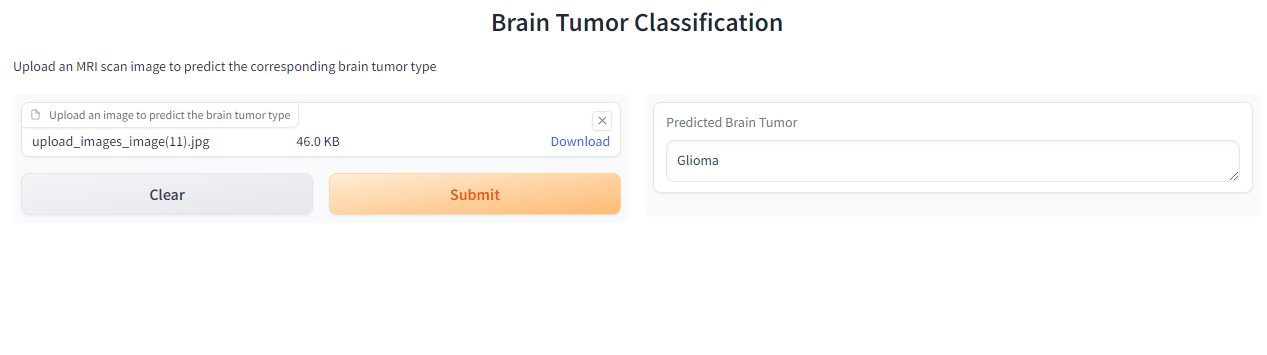 Brain Tumor Classification
Upload an MRI scan image to predict the corresponding brain tumor type
Upload an image to predict the brain tumor type
upload_images_image(11).jpg 46.0 KB Download
Clear
Submit
Predicted Brain Tumor
Glioma